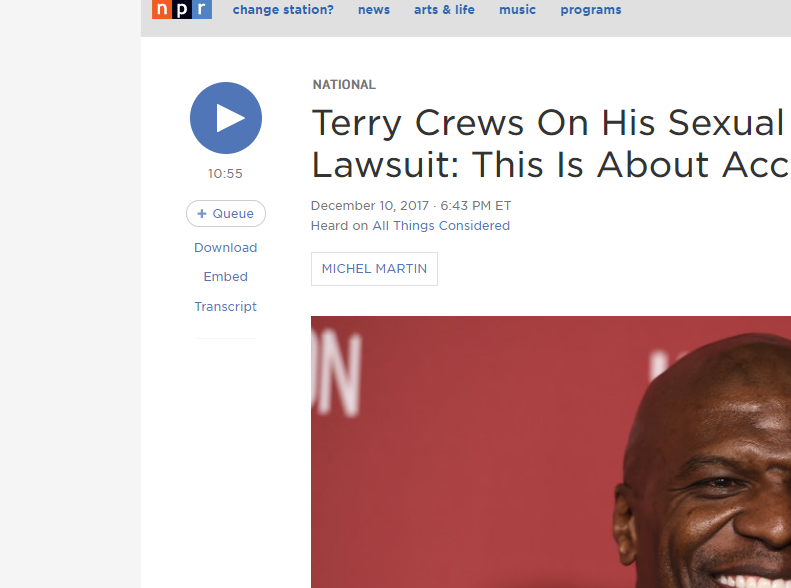 npr change station? news arts & life music programs
NATIONAL
Terry Crews On His Sexual
Lawsuit: This Is About Acc
10:55
December 10, 2017 · 6:43 PM ET
+ Queue
Heard on All Things Considered
Download
MICHEL MARTIN
Embed
Transcript
ON